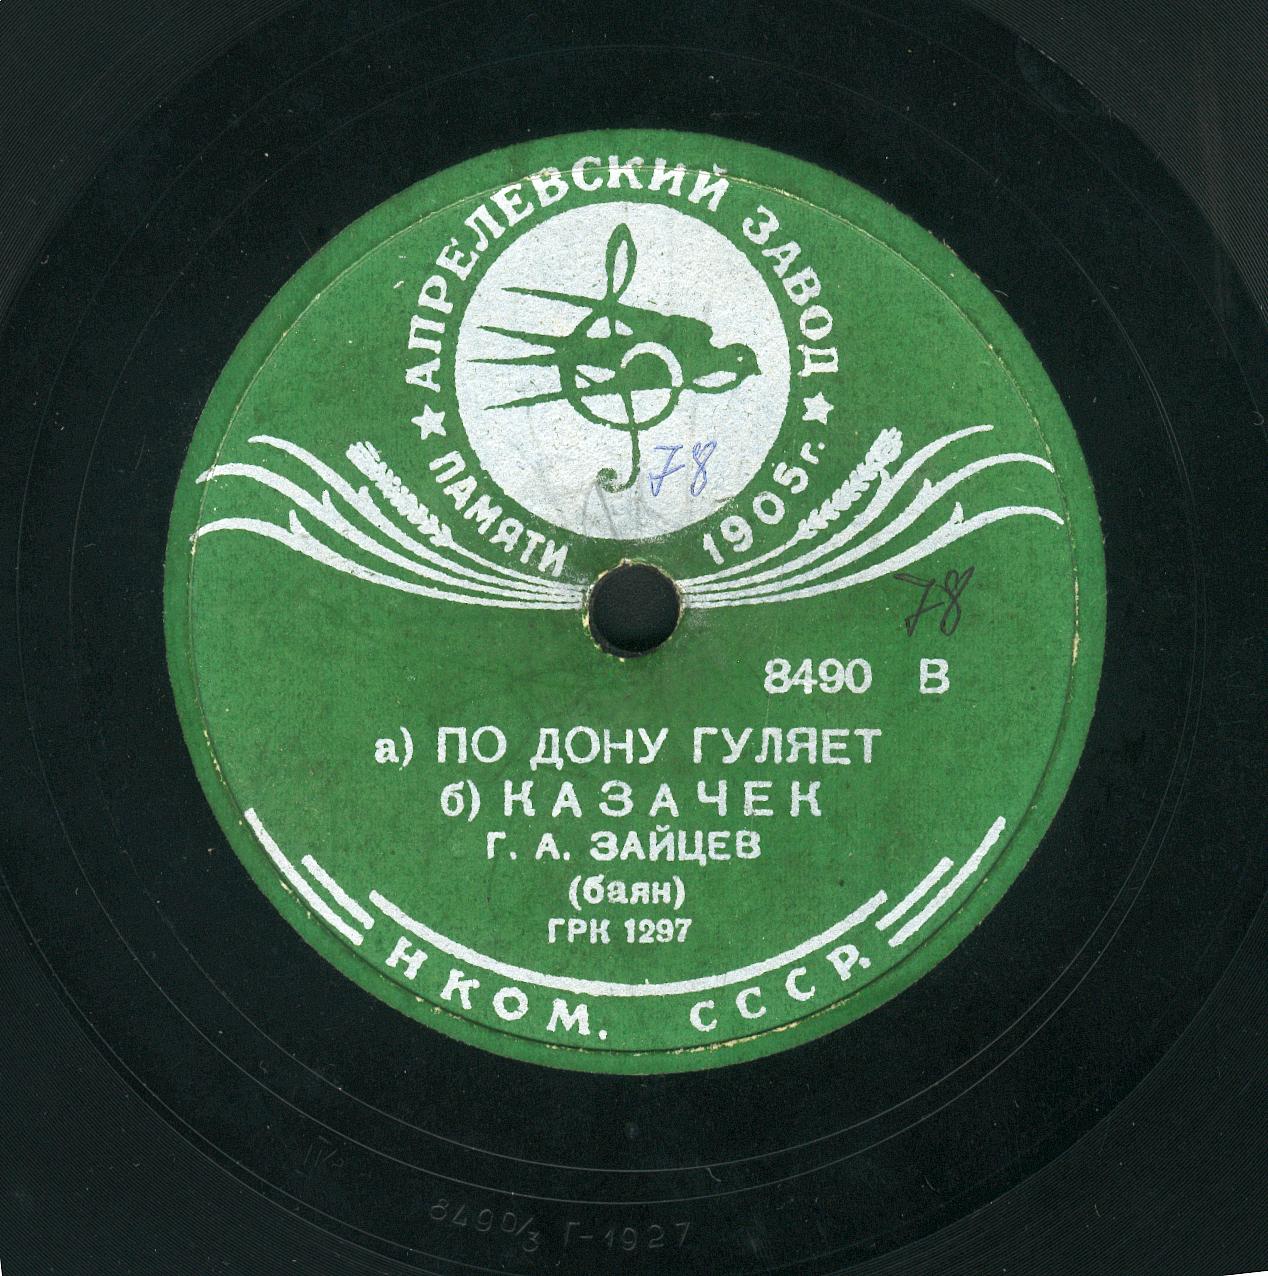 АПРЕЛЕВСКИЙ ЗАВОД
ПАМЯТИ 1905 г.
78
78
8490 В
а) ПО ДОНУ ГУЛЯЕТ
б) КАЗАЧЕК
Г. А. ЗАЙЦЕВ
(баян)
ГРК 1297
НКОМ. СССР.
8490/3 Г-1927